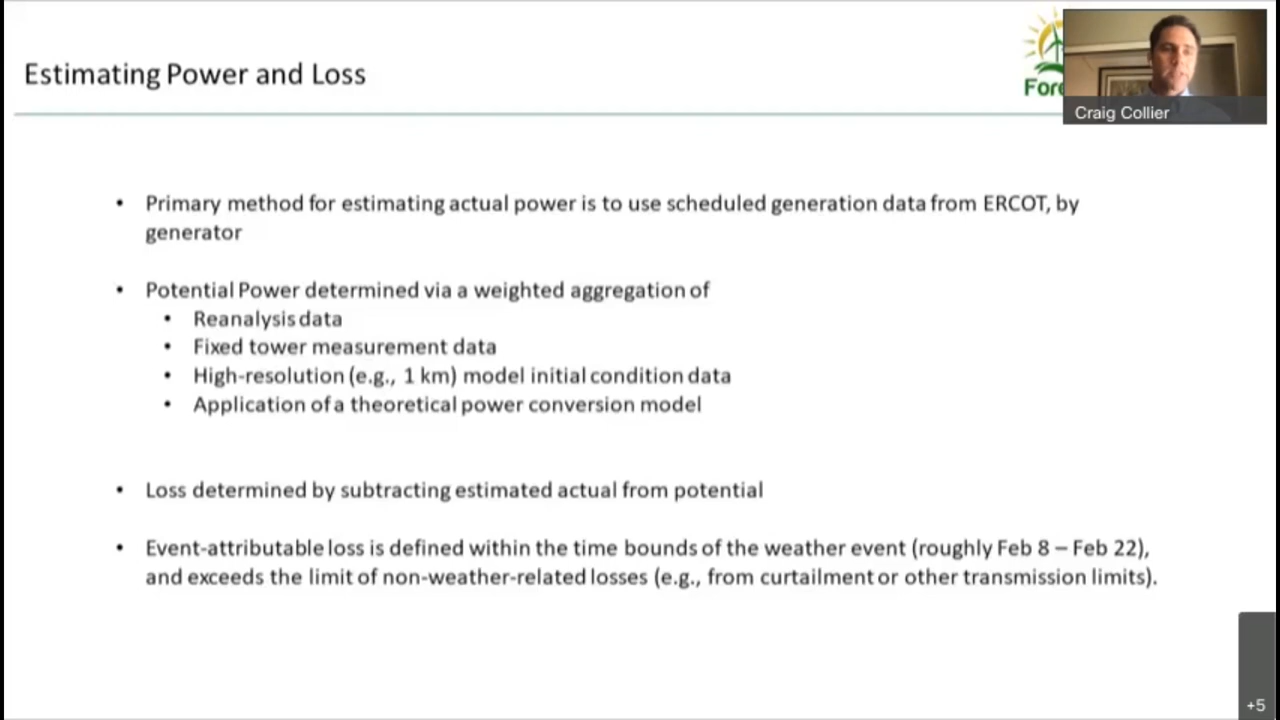 Estimating Power and Loss
Fore
Craig Collier
• Primary method for estimating actual power is to use scheduled generation data from ERCOT, by
generator
• Potential Power determined via a weighted aggregation of
• Reanalysis data
• Fixed tower measurement data
• High-resolution (e.g., 1 km) model initial condition data
• Application of a theoretical power conversion model
• Loss determined by subtracting estimated actual from potential
• Event-attributable loss is defined within the time bounds of the weather event (roughly Feb 8 – Feb 22),
and exceeds the limit of non-weather-related losses (e.g., from curtailment or other transmission limits).
+5